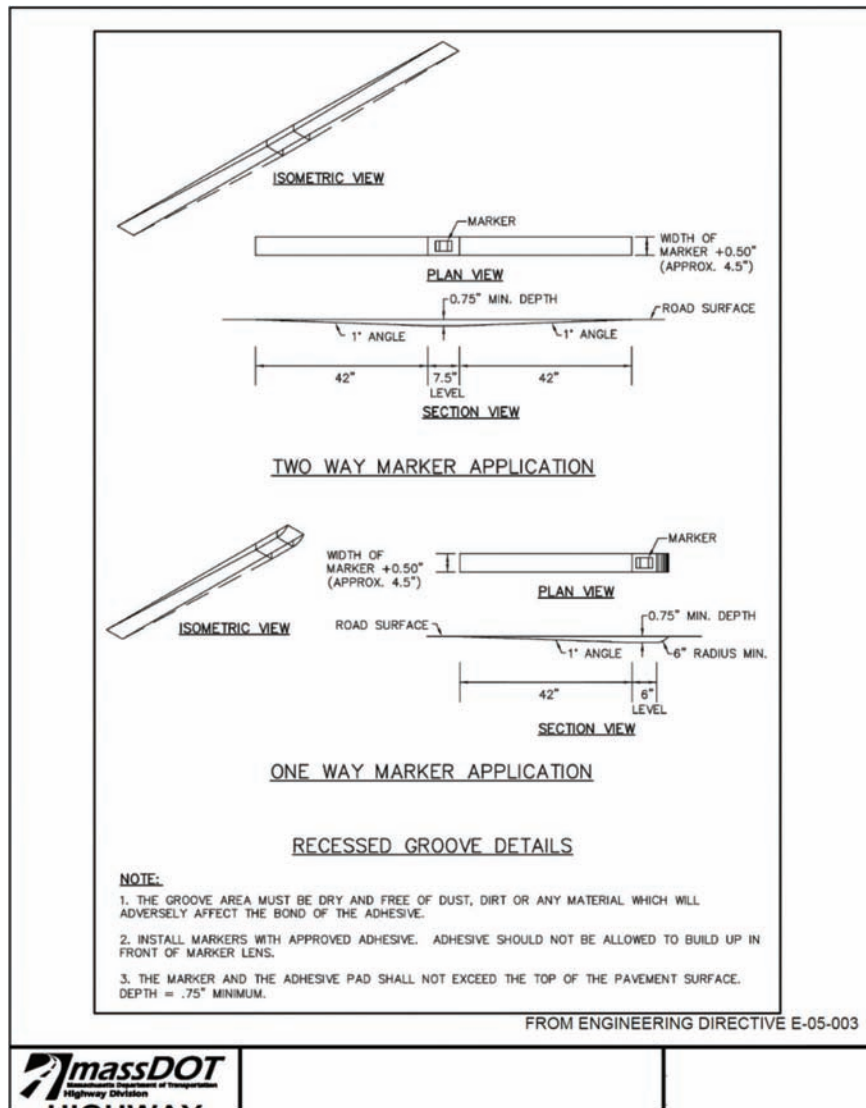 ISOMETRIC VIEW
MARKER
WIDTH OF
MARKER +0.50"
(APPROX. 4.5")
PLAN VIEW
0.75" MIN. DEPTH
ROAD SURFACE
1° ANGLE
1° ANGLE
42"
7.5"
42"
LEVEL
SECTION VIEW
TWO WAY MARKER APPLICATION
MARKER
WIDTH OF
MARKER +0.50"
(APPROX. 4.5")
PLAN VIEW
ISOMETRIC VIEW
ROAD SURFACE
0.75" MIN. DEPTH
1° ANGLE
6" RADIUS MIN.
42"
6"
LEVEL
SECTION VIEW
ONE WAY MARKER APPLICATION
RECESSED GROOVE DETAILS
NOTE:
1. THE GROOVE AREA MUST BE DRY AND FREE OF DUST, DIRT OR ANY MATERIAL WHICH WILL
ADVERSELY AFFECT THE BOND OF THE ADHESIVE.
2. INSTALL MARKERS WITH APPROVED ADHESIVE. ADHESIVE SHOULD NOT BE ALLOWED TO BUILD UP IN
FRONT OF MARKER LENS.
3. THE MARKER AND THE ADHESIVE PAD SHALL NOT EXCEED THE TOP OF THE PAVEMENT SURFACE.
DEPTH = .75" MINIMUM.
FROM ENGINEERING DIRECTIVE E-05-003
massDOT
Massachusetts Department of Transportation
Highway Division
HIGHWAY